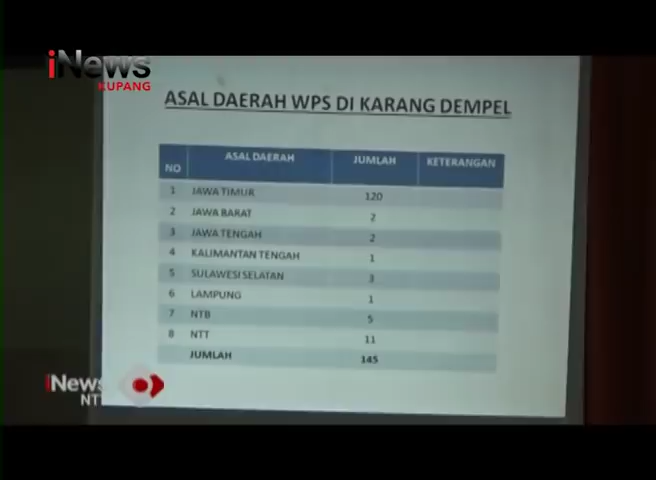 iNews
KUPANG
ASAL DAERAH WPS DI KARANG DEMPEL
NO ASAL DAERAH JUMLAH KETERANGAN
1 JAWA TIMUR 120
2 JAWA BARAT 2
3 JAWA TENGAH 2
4 KALIMANTAN TENGAH 1
5 SULAWESI SELATAN 3
6 LAMPUNG 1
7 NTB 5
8 NTT 11
JUMLAH 145
iNews
NTT